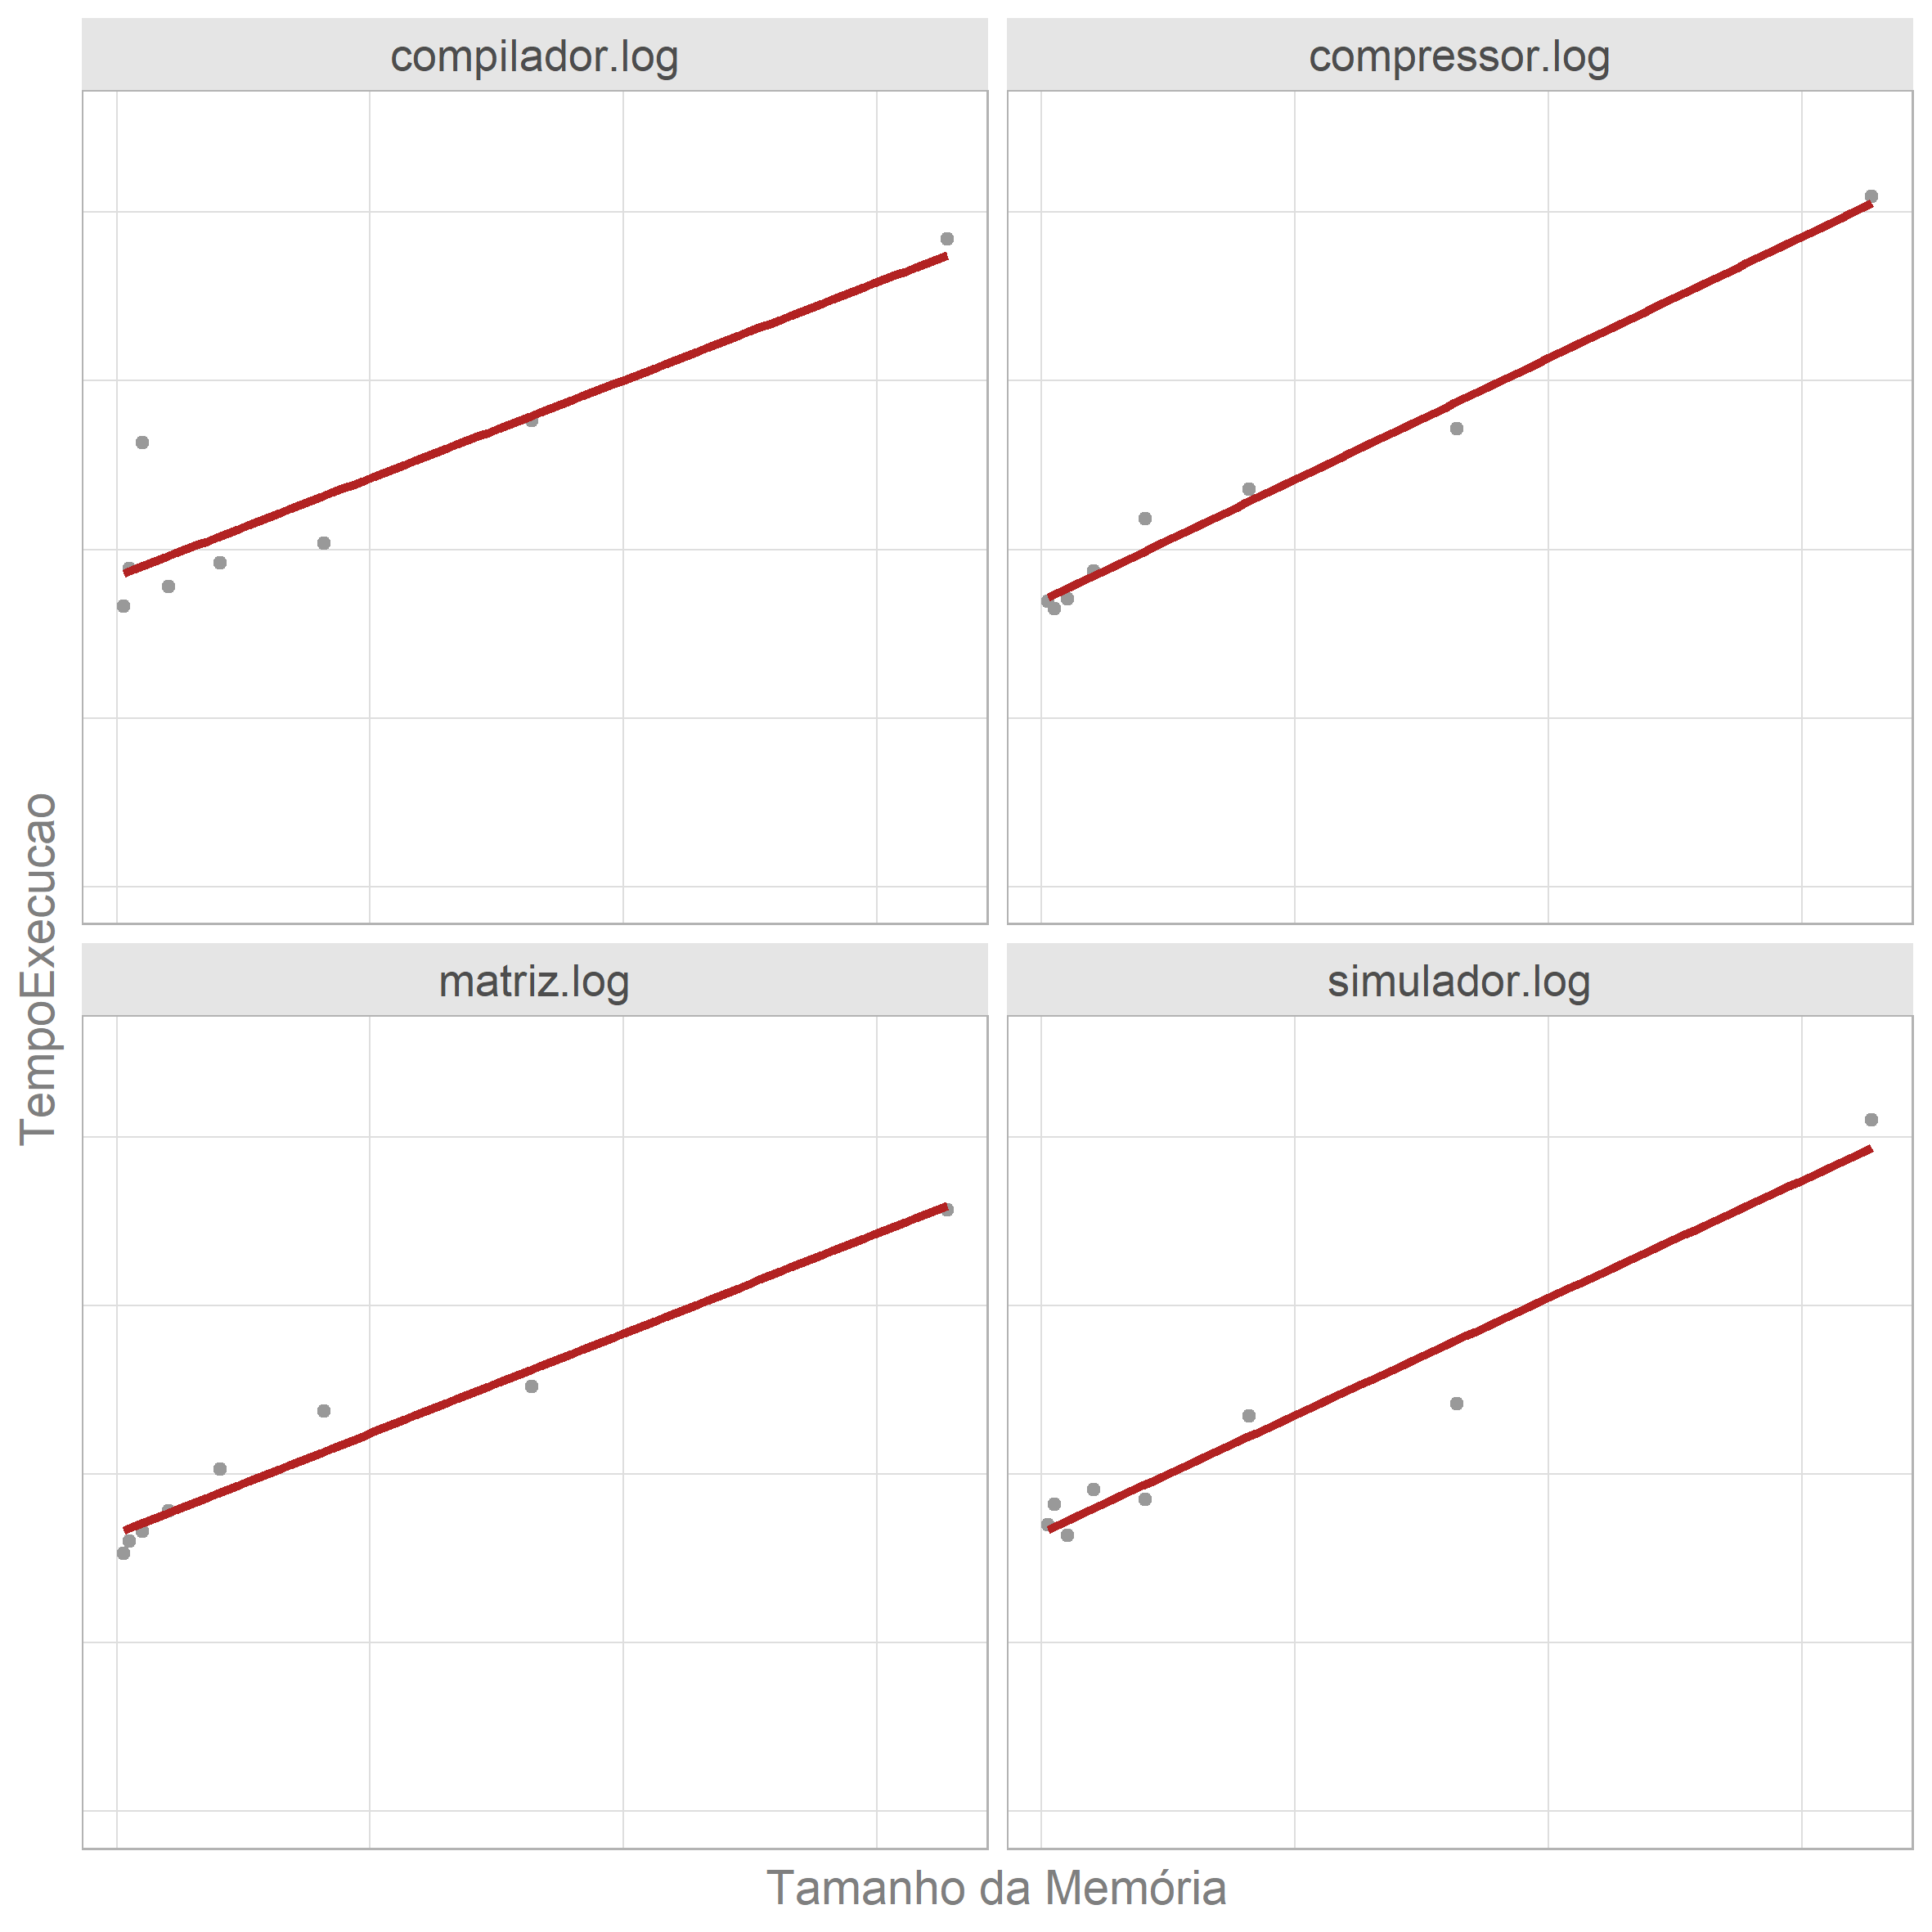 compilador.log
compressor.log
TempoExecucao
matriz.log
simulador.log
Tamanho da Memória